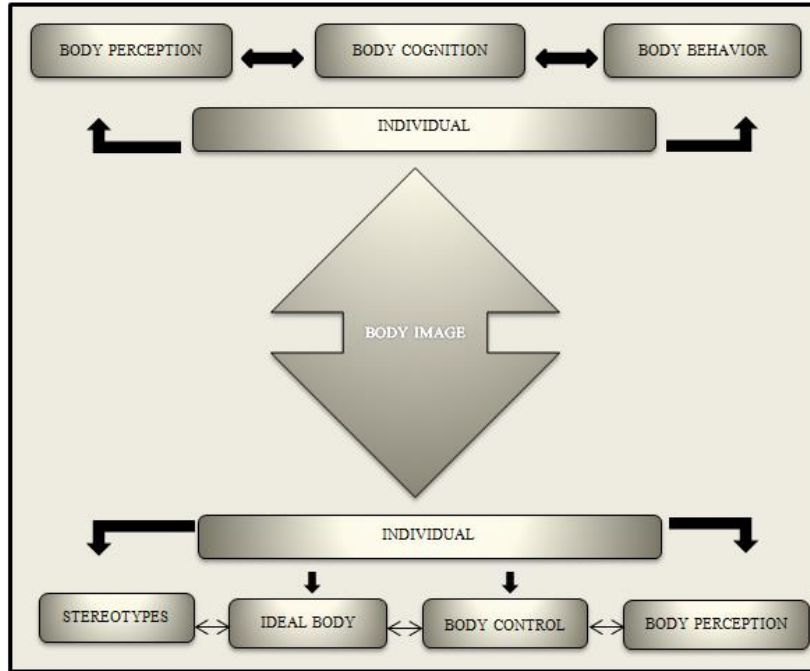 BODY PERCEPTION
BODY COGNITION
BODY BEHAVIOR
INDIVIDUAL
BODY IMAGE
INDIVIDUAL
STEREOTYPES
IDEAL BODY
BODY CONTROL
BODY PERCEPTION